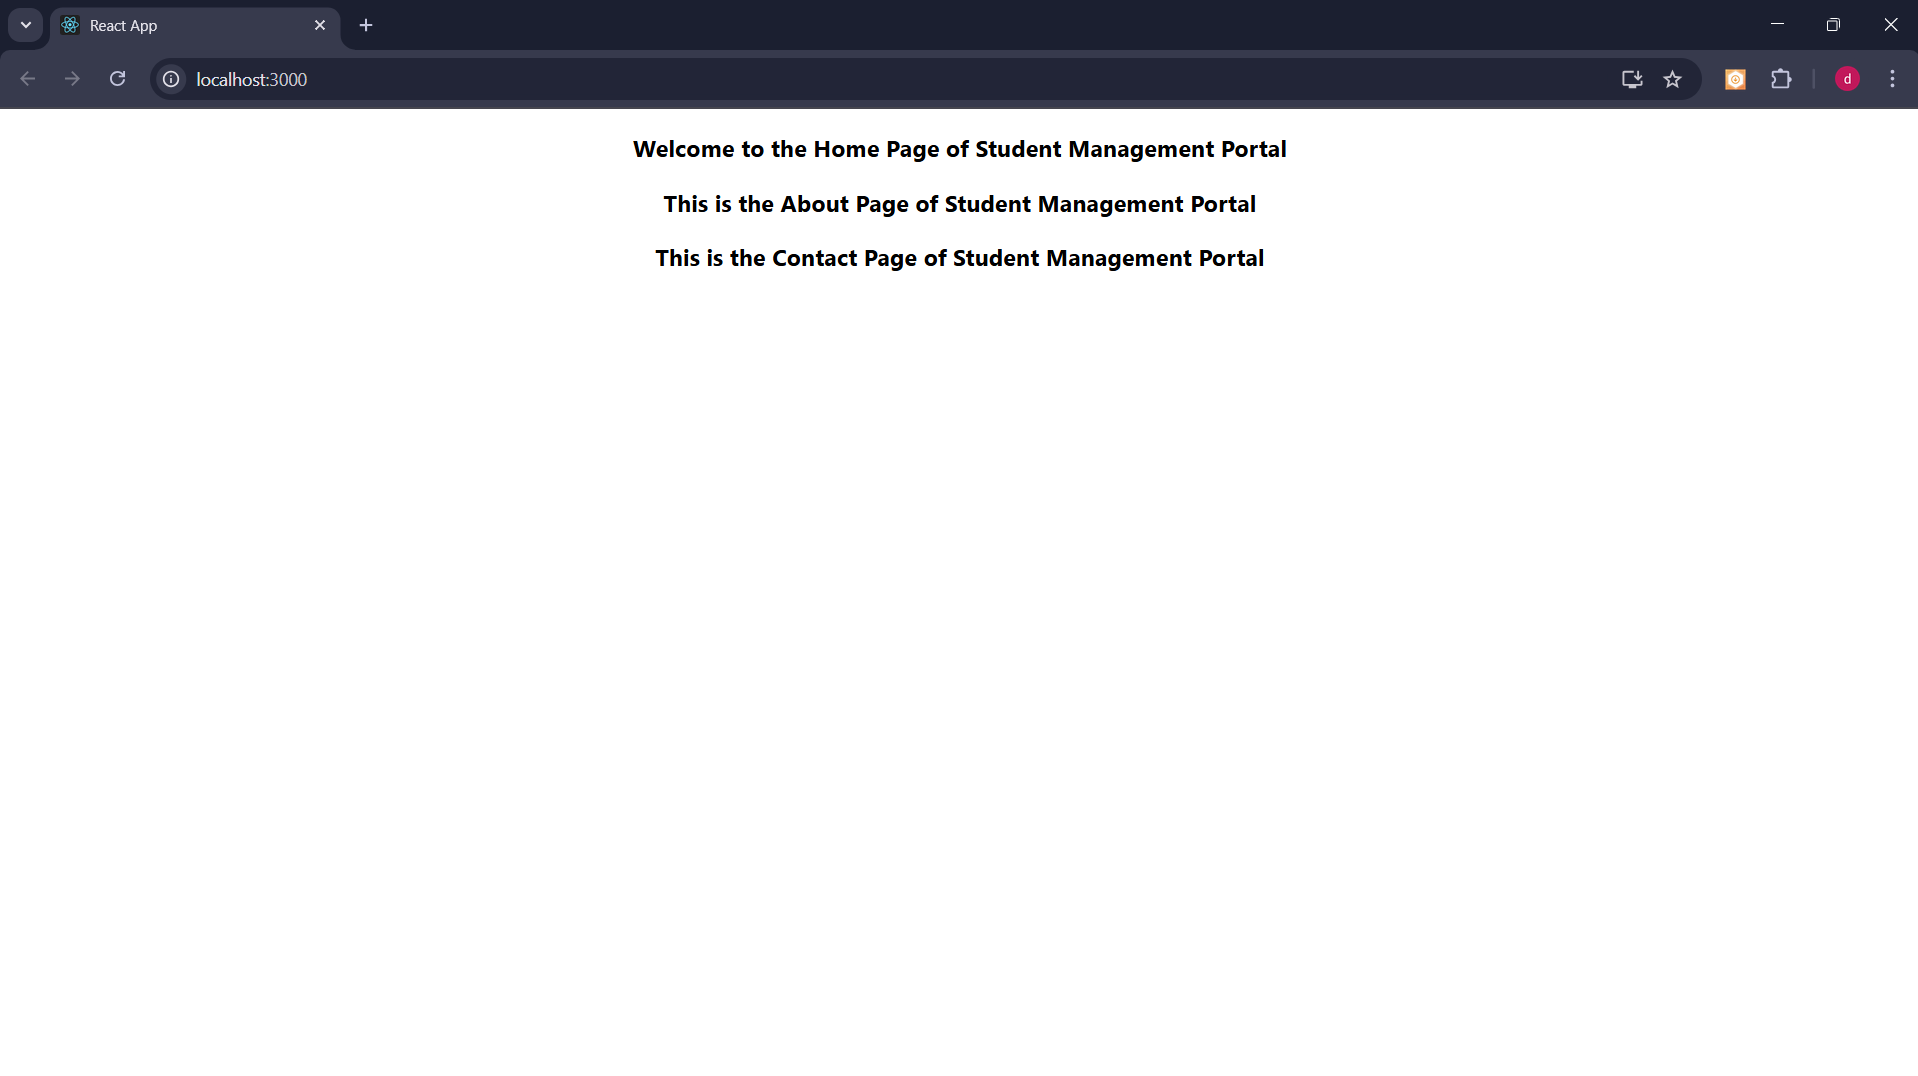 React App
localhost:3000
d
Welcome to the Home Page of Student Management Portal
This is the About Page of Student Management Portal
This is the Contact Page of Student Management Portal